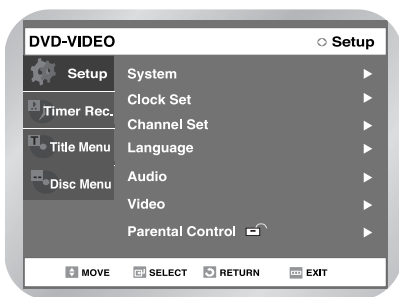 DVD-VIDEO Setup
Setup System
Clock Set
Timer Rec.
Channel Set
Title Menu Language
Audio
Disc Menu
Video
Parental Control
MOVE SELECT RETURN EXIT